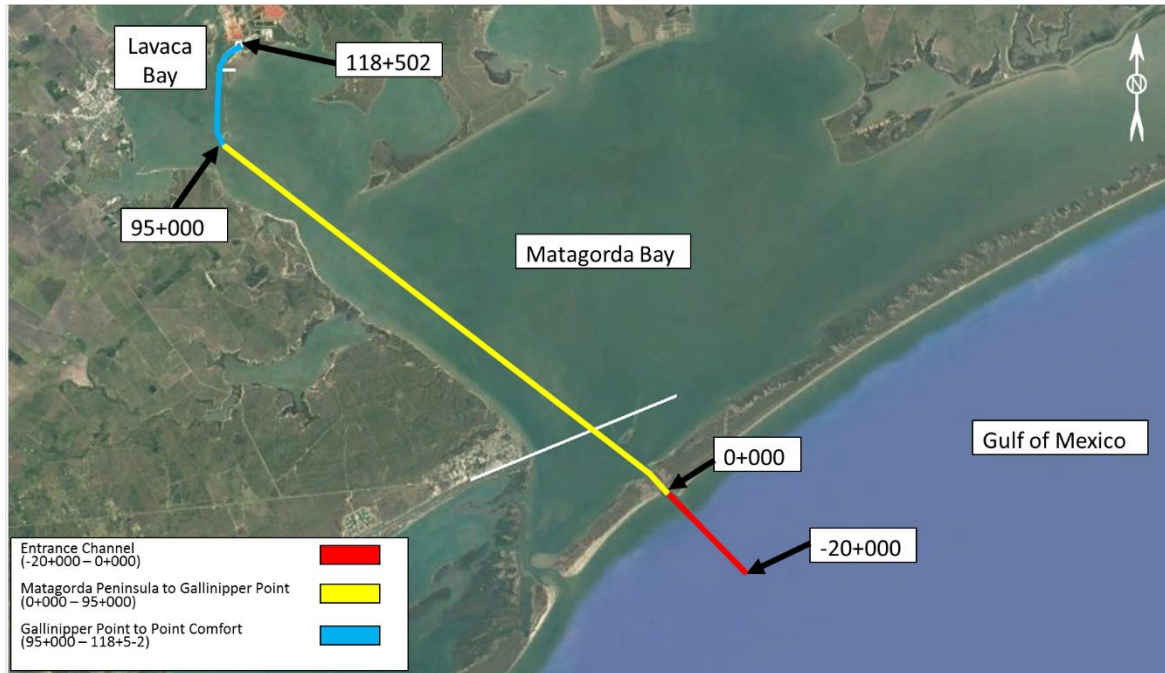 Lavaca
Bay
118+502
N
95+000
Matagorda Bay
0+000
Gulf of Mexico
-20+000
Entrance Channel
(-20+000 – 0+000)
Matagorda Peninsula to Gallinipper Point
(0+000 – 95+000)
Gallinipper Point to Point Comfort
(95+000 – 118+5-2)